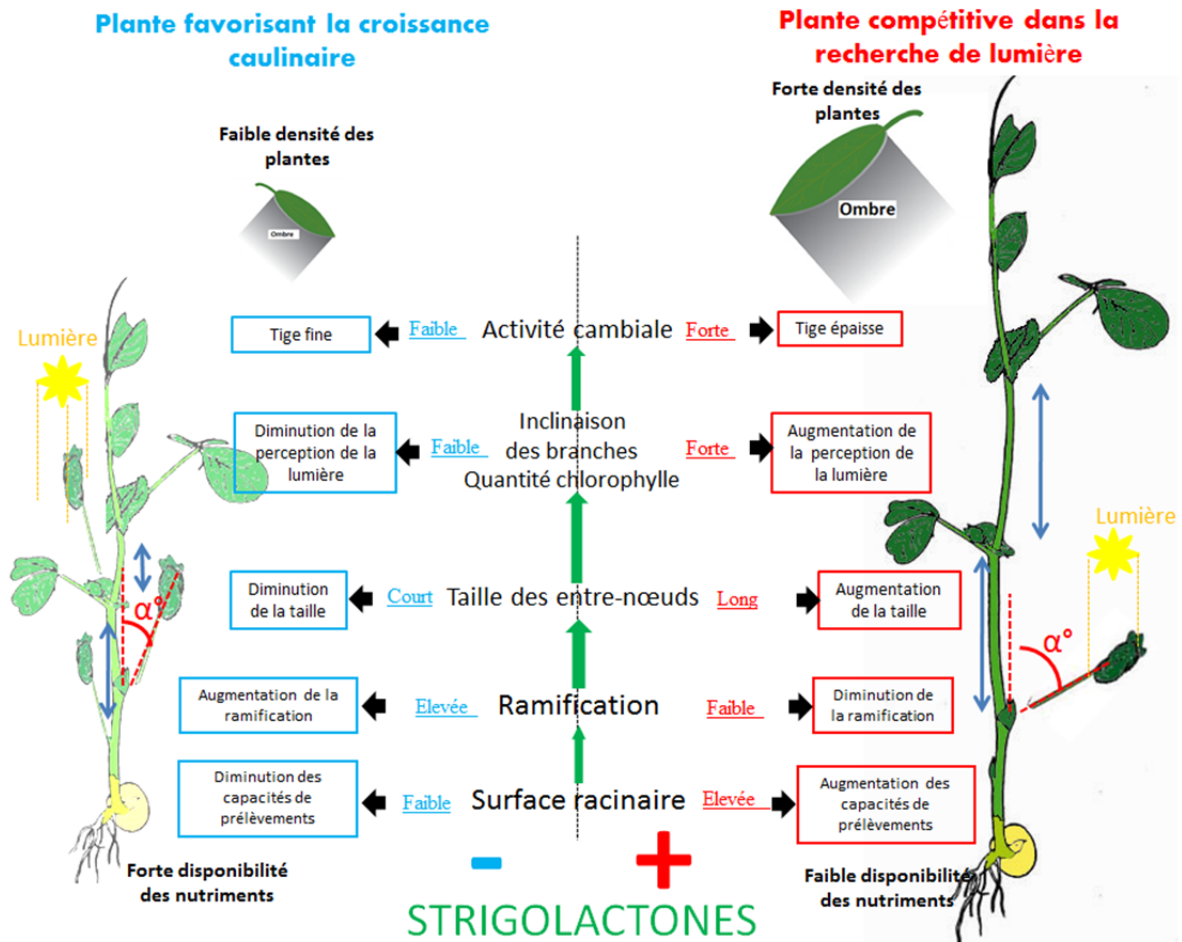 Plante favorisant la croissance
caulinaire
Plante compétitive dans la
recherche de lumière
Faible densité des
plantes
Ombre
Forte densité des
plantes
Ombre
Lumière
Tige fine
Faible
Activité cambiale
Forte
Tige épaisse
Diminution de la
perception de la
lumière
Faible
Inclinaison
des branches
Quantité chlorophylle
Forte
Augmentation de
la perception de
la lumière
Lumière
α°
Diminution
de la taille
Court
Taille des entre-nœuds
Long
Augmentation
de la taille
α°
Augmentation de la
ramification
Elevée
Ramification
Faible
Diminution de
la ramification
Diminution des
capacités de
prélèvements
Faible
Surface racinaire
Elevée
Augmentation des
capacités de
prélèvements
Forte disponibilité
des nutriments
-
+
Faible disponibilité
des nutriments
STRIGOLACTONES